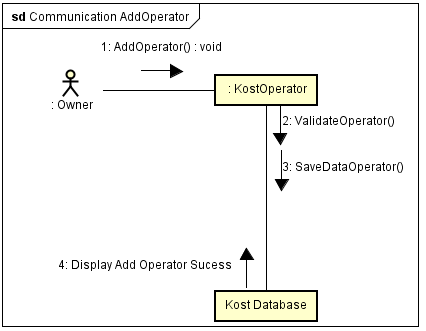 sd Communication AddOperator
1: AddOperator() : void
: Owner
: KostOperator
2: ValidateOperator()
3: SaveDataOperator()
4: Display Add Operator Sucess
Kost Database